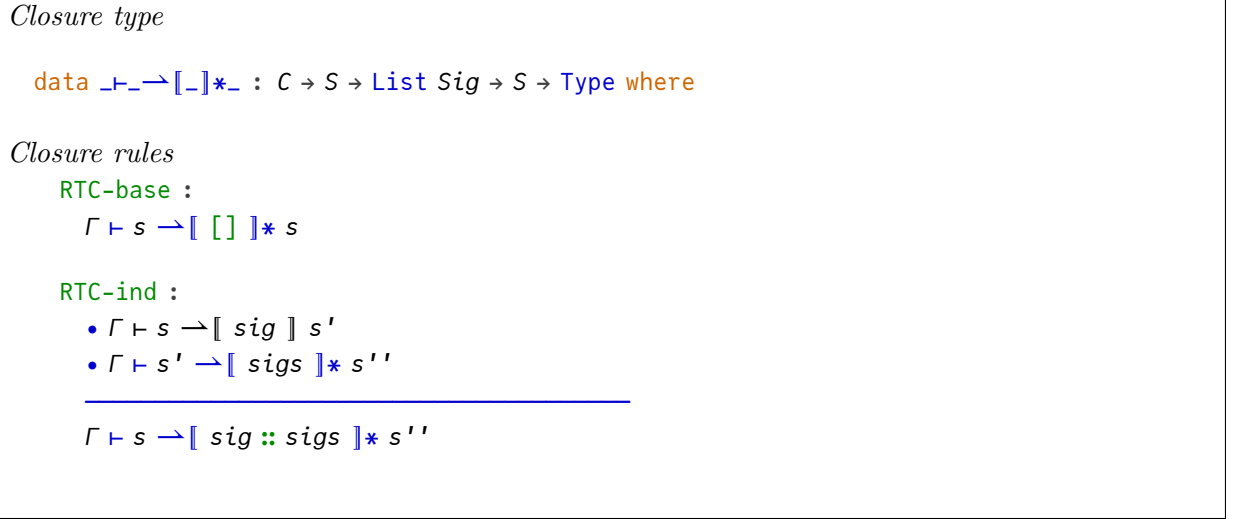 Closure type
data _⊢_⇀⟦_⟧*_ : C → S → List Sig → S → Type where
Closure rules
RTC-base :
Γ ⊢ s ⇀⟦ [] ⟧* s
RTC-ind :
• Γ ⊢ s ⇀⟦ sig ⟧ s'
• Γ ⊢ s' ⇀⟦ sigs ⟧* s''
Γ ⊢ s ⇀⟦ sig ∷ sigs ⟧* s''